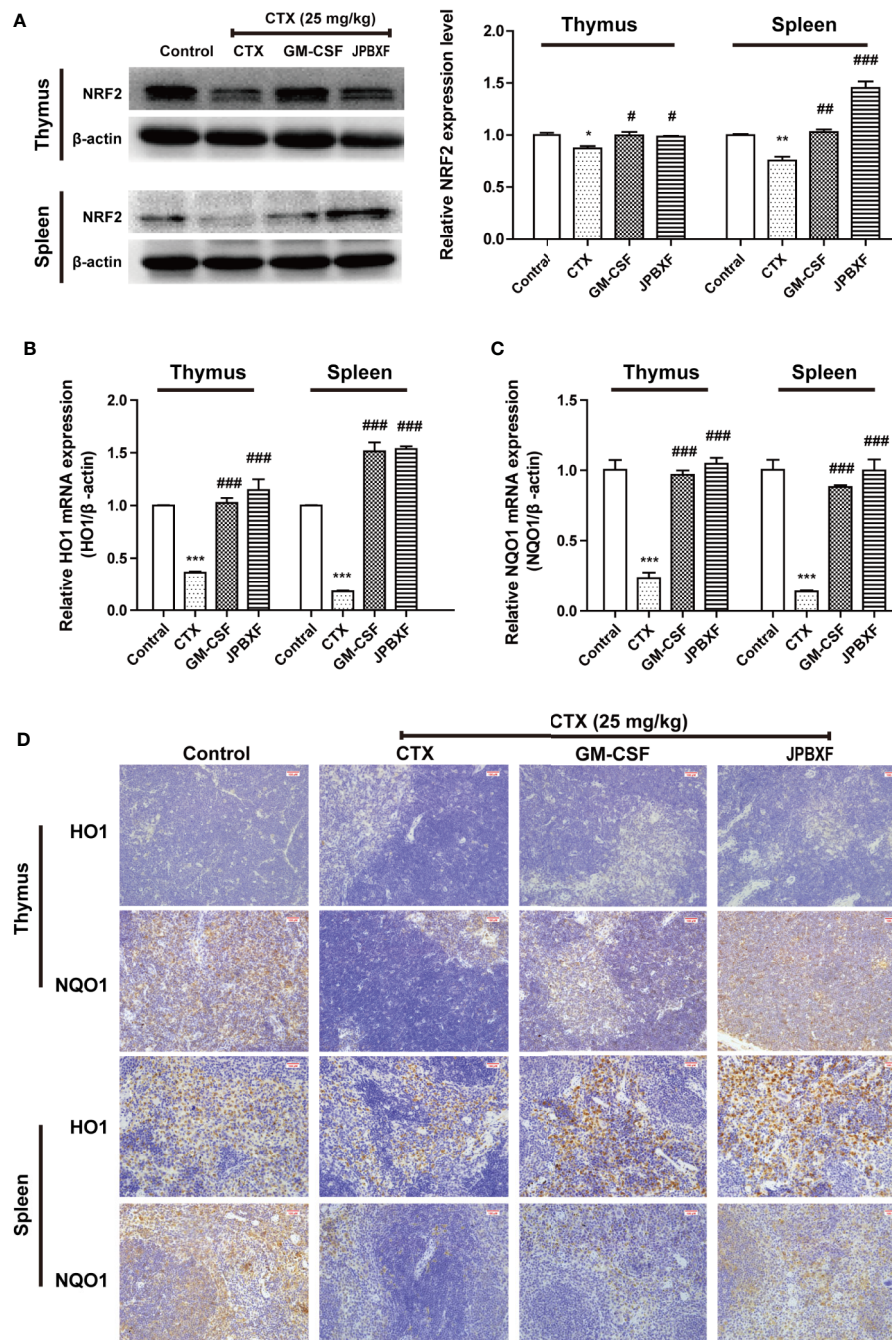 A
CTX (25 mg/kg)
Control CTX GM-CSF JPBXF
Thymus
NRF2
β-actin
Spleen
NRF2
β-actin
Thymus Spleen
Relative NRF2 expression level
2.0
1.5
1.0
0.5
0.0
* # # ** ## ###
Contral CTX GM-CSF JPBXF Contral CTX GM-CSF JPBXF
B
Thymus Spleen
Relative HO1 mRNA expression
(HO1/β -actin)
2.0
1.5
1.0
0.5
0.0
*** ### ### *** ### ###
Contral CTX GM-CSF JPBXF Contral CTX GM-CSF JPBXF
C
Thymus Spleen
Relative NQO1 mRNA expression
(NQO1/β -actin)
1.5
1.0
0.5
0.0
*** ### ### *** ### ###
Contral CTX GM-CSF JPBXF Contral CTX GM-CSF JPBXF
D
CTX (25 mg/kg)
Control CTX GM-CSF JPBXF
Thymus
HO1
NQO1
Spleen
HO1
NQO1